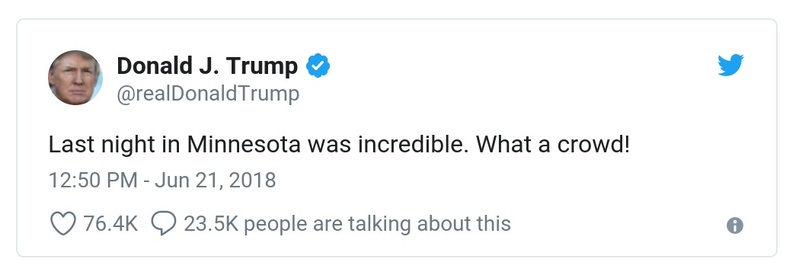 Donald J. Trump
@realDonaldTrump
Last night in Minnesota was incredible. What a crowd!
12:50 PM - Jun 21, 2018
76.4K 23.5K people are talking about this